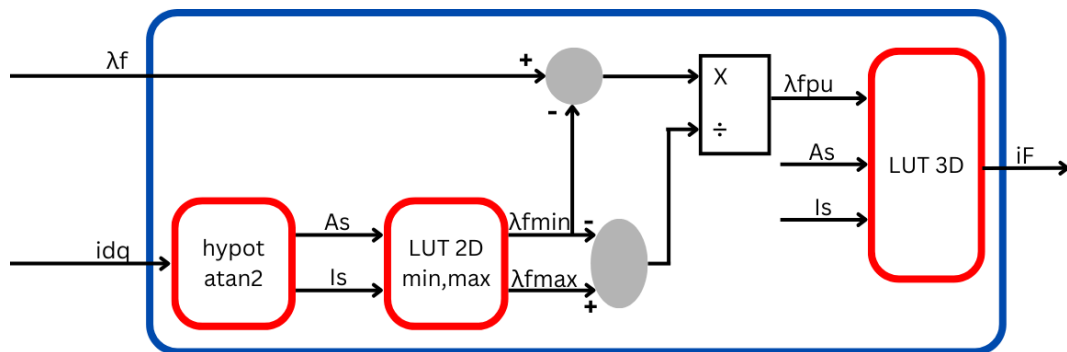 λf
+
-
X
÷
λfpu
As
Is
LUT 3D
iF
idq
hypot
atan2
As
Is
LUT 2D
min,max
λfmin
-
λfmax
+